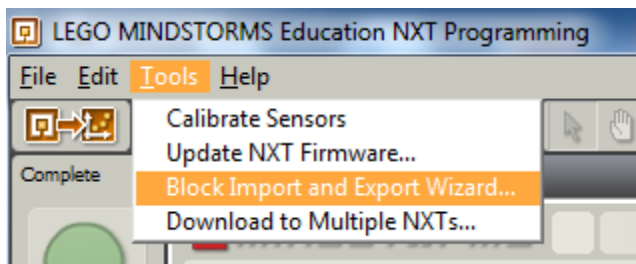 LEGO MINDSTORMS Education NXT Programming
File Edit Tools Help
Calibrate Sensors
Update NXT Firmware...
Complete
Block Import and Export Wizard...
Download to Multiple NXTs...